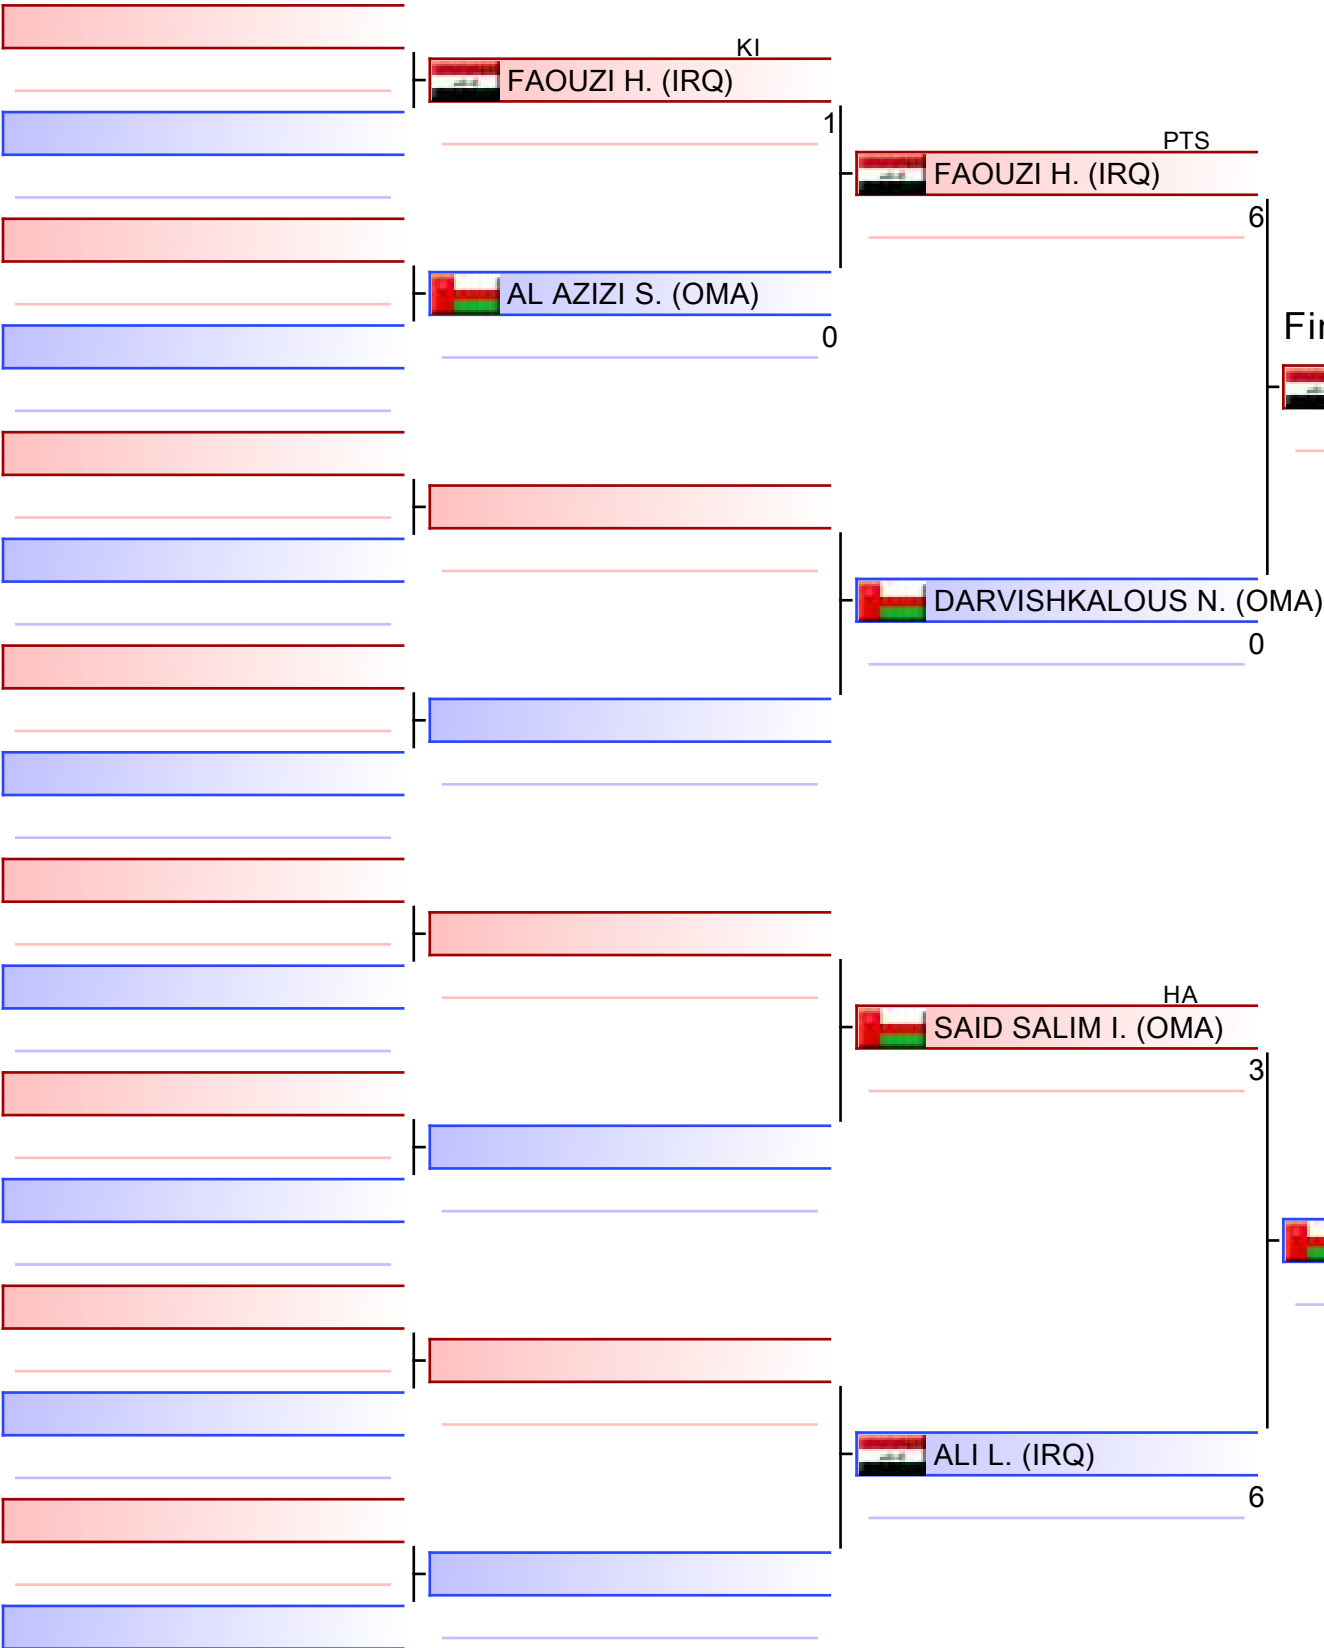 KI
FAOUZI H. (IRQ)
1
PTS
FAOUZI H. (IRQ)
6
AL AZIZI S. (OMA)
0
DARVISHKALOUS N. (OMA)
0
HA
SAID SALIM I. (OMA)
3
ALI L. (IRQ)
6